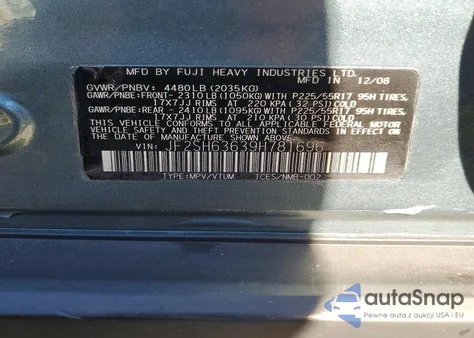 MFD BY FUJI HEAVY INDUSTRIES LTD.
MFD IN 12/08
GVWR/PNBV: 4480LB (2035KG)
GAWR/PNBE:FRONT- 2310LB (1050KG)WITH P225/55R17 95H TIRES,
17X7JJ RIMS AT 220 KPA (32 PSI)COLD
GAWR/PNBE:REAR - 2410LB (1095KG)WITH P225/55R17 95H TIRES,
17X7JJ RIMS AT 210 KPA (30 PSI)COLD
THIS VEHICLE CONFORMS TO ALL APPLICABLE FEDERAL MOTOR
VEHICLE SAFETY STANDARDS IN EFFECT ON
THE DATE OF MANUFACTURE SHOWN ABOVE.
VIN: JF2SH63639H781696
TYPE:MPV/VTUM ICES/NMB-002
autaSnap
Autoauction platform USA & EU